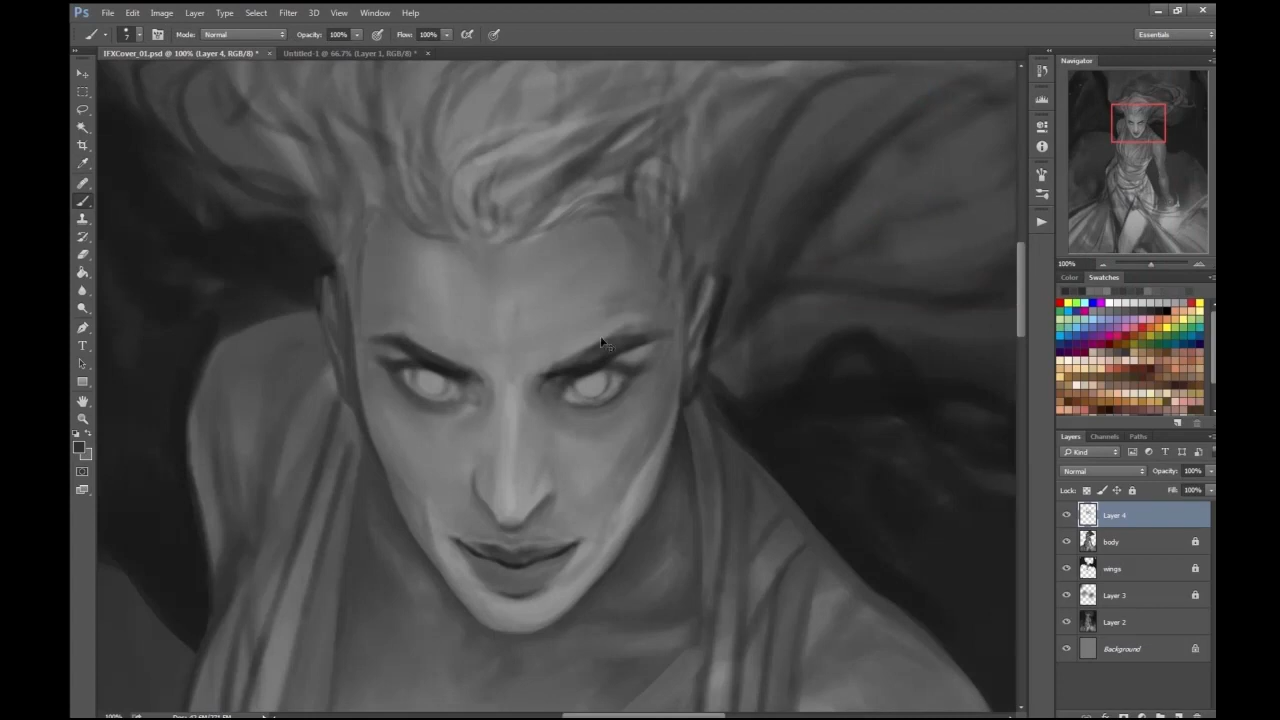 Ps File Edit Image Layer Type Select Filter 3D View Window Help
7 Mode: Normal Opacity: 100% Flow: 100% Essentials
IFXCover_01.psd @ 100% (Layer 4, RGB/8) * × Untitled-1 @ 66.7% (Layer 1, RGB/8) * ×
Navigator
100%
Color Swatches
Layers Channels Paths
Kind
Normal Opacity: 100%
Lock: Fill: 100%
Layer 4
body
wings
Layer 3
Layer 2
Background
100%